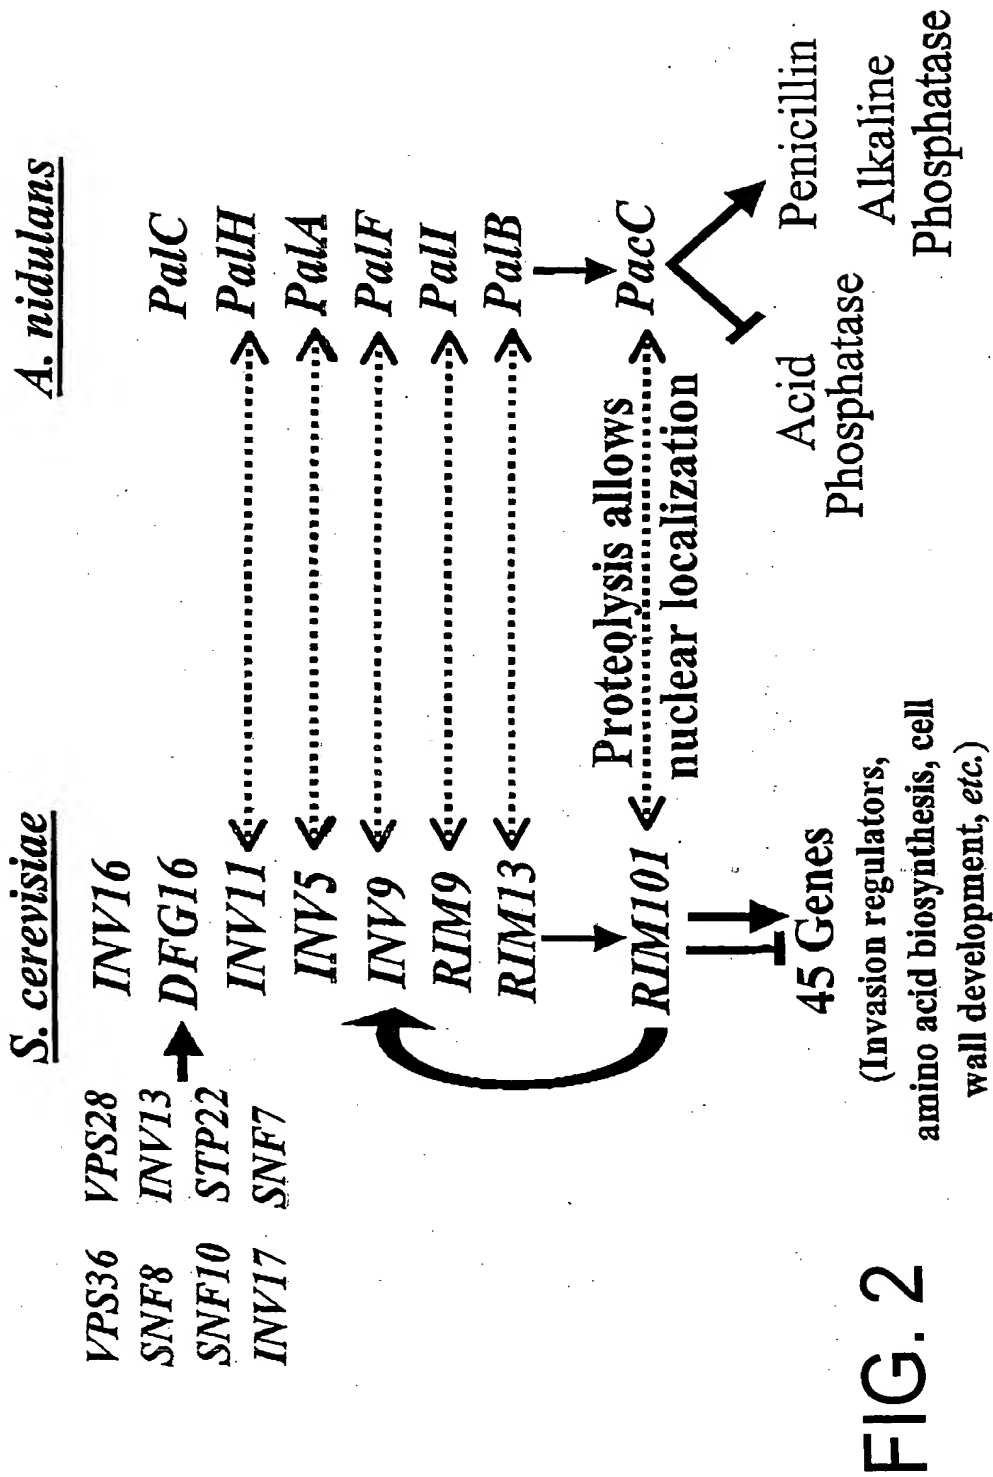 S. cerevisiae
A. nidulans
VPS36 VPS28
SNF8 INV13
SNF10 STP22
INV17 SNF7
INV16
DFG16
PalC
INV11
PalH
INV5
PalA
INV9
PalF
RIM9
PalI
RIM13
PalB
Proteolysis allows
nuclear localization
RIM101
PacC
45 Genes
(Invasion regulators,
amino acid biosynthesis, cell
wall development, etc.)
Acid
Phosphatase
Penicillin
Alkaline
Phosphatase
FIG. 2